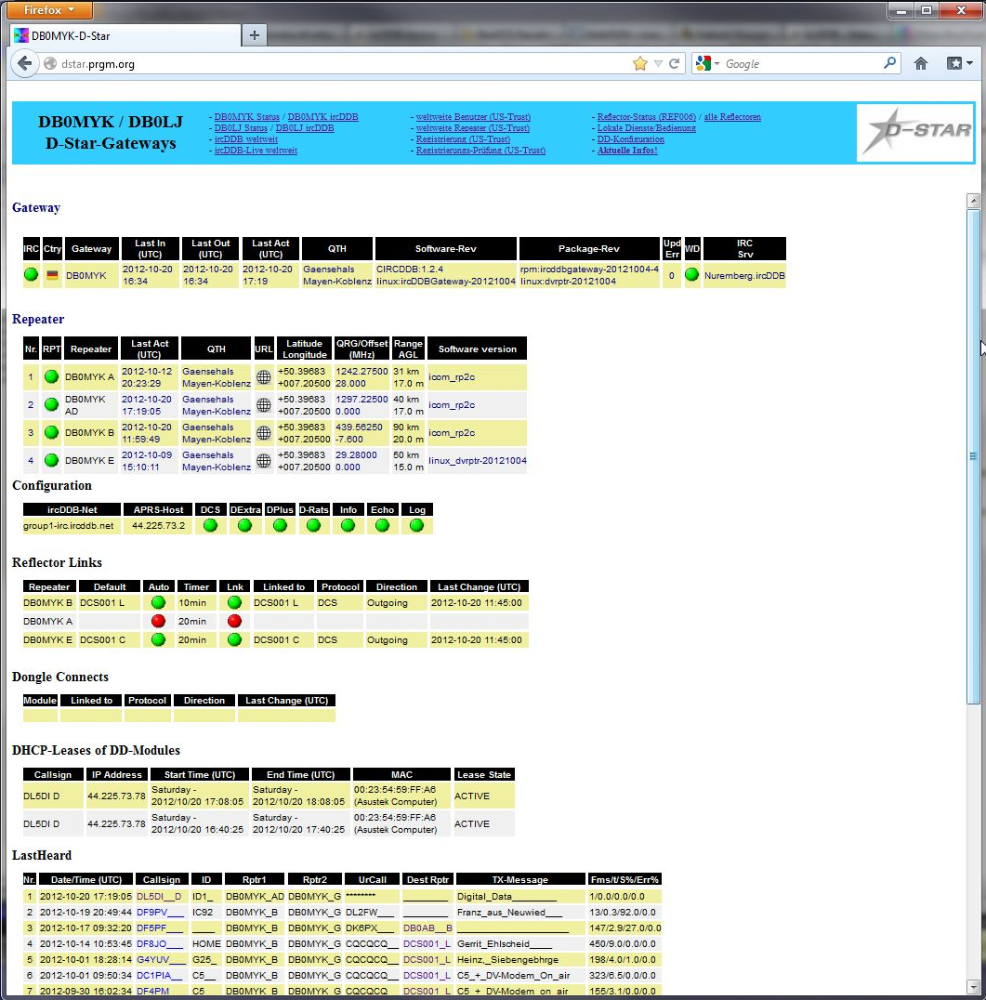 Firefox
DB0MYK-D-Star
dstar.prgm.org
Google
DB0MYK / DB0LJ
D-Star-Gateways
- DB0MYK Status / DB0MYK ircDDB
- DB0LJ Status / DB0LJ ircDDB
- ircDDB weltweit
- ircDDB-Live weltweit
- weltweite Benutzer (US-Trust)
- weltweite Repeater (US-Trust)
- Registrierung (US-Trust)
- Registrierungs-Prüfung (US-Trust)
- Reflector-Status (REF006) / alle Reflectoren
- Lokale Dienste/Bedienung
- DD-Konfiguration
- Aktuelle Infos!
D-STAR
Gateway
IRC Ctry Gateway Last In (UTC) Last Out (UTC) Last Act (UTC) QTH Software-Rev Package-Rev Upd Err WD IRC Srv
DB0MYK 2012-10-20 16:34 2012-10-20 16:34 2012-10-20 17:19 Gaensehals Mayen-Koblenz CIRCDDB:1.2.4 linux:ircDDBGateway-20121004 rpm:ircddbgateway-20121004-4 linux:dvrptr-20121004 0 Nuremberg.ircDDB
Repeater
Nr. RPT Repeater Last Act (UTC) QTH URL Latitude Longitude QRG/Offset (MHz) Range AGL Software version
1 DB0MYK A 2012-10-12 20:23:29 Gaensehals Mayen-Koblenz +50.39683 +007.20500 1242.27500 28.000 31 km 17.0 m icom_rp2c
2 DB0MYK AD 2012-10-20 17:19:05 Gaensehals Mayen-Koblenz +50.39683 +007.20500 1297.22500 0.000 40 km 17.0 m icom_rp2c
3 DB0MYK B 2012-10-20 11:59:49 Gaensehals Mayen-Koblenz +50.39683 +007.20500 439.56250 -7.600 90 km 20.0 m icom_rp2c
4 DB0MYK E 2012-10-09 15:10:11 Gaensehals Mayen-Koblenz +50.39683 +007.20500 29.28000 0.000 50 km 15.0 m linux_dvrptr-20121004
Configuration
ircDDB-Net APRS-Host DCS DExtra DPlus D-Rats Info Echo Log
group1-irc.ircddb.net 44.225.73.2
Reflector Links
Repeater Default Auto Timer Lnk Linked to Protocol Direction Last Change (UTC)
DB0MYK B DCS001 L 10min DCS001 L DCS Outgoing 2012-10-20 11:45:00
DB0MYK A 20min
DB0MYK E DCS001 C 20min DCS001 C DCS Outgoing 2012-10-20 11:45:00
Dongle Connects
Module Linked to Protocol Direction Last Change (UTC)
DHCP-Leases of DD-Modules
Callsign IP Address Start Time (UTC) End Time (UTC) MAC Lease State
DL5DI D 44.225.73.78 Saturday - 2012/10/20 17:08:05 Saturday - 2012/10/20 18:08:05 00:23:54:59:FF:A6 (Asustek Computer) ACTIVE
DL5DI D 44.225.73.78 Saturday - 2012/10/20 16:40:25 Saturday - 2012/10/20 17:40:25 00:23:54:59:FF:A6 (Asustek Computer) ACTIVE
LastHeard
Nr. Date/Time (UTC) Callsign ID Rptr1 Rptr2 UrCall Dest Rptr TX-Message Fms/t/S%/Err%
1 2012-10-20 17:19:05 DL5DI__D ID1_ DB0MYK_AD DB0MYK_G ******** ________ Digital_Data________ 1/0.0/0.0/0.0
2 2012-10-19 20:49:44 DF9PV___ IC92 DB0MYK_B DB0MYK_G DL2FW___ ________ Franz_aus_Neuwied___ 13/0.3/92.0/0.0
3 2012-10-17 09:32:20 DF5PF___ ____ DB0MYK_B DB0MYK_G DK6PX___ DB0AB__B ____________________ 147/2.9/27.0/0.0
4 2012-10-14 10:53:45 DF8JO___ HOME DB0MYK_B DB0MYK_G CQCQCQ__ DCS001_L Gerrit_Ehlscheid____ 450/9.0/1.0/0.0
5 2012-10-01 18:28:14 G4YUV___ G25_ DB0MYK_B DB0MYK_G CQCQCQ__ DCS001_L Heinz,_Siebengebhrge 198/4.0/1.0/0.0
6 2012-10-01 09:50:34 DC1PIA__ C5__ DB0MYK_B DB0MYK_G CQCQCQ__ DCS001_L C5_+_DV-Modem_On_air 323/6.5/0.0/0.0
7 2012-09-30 16:02:34 DF4PM___ C5__ DB0MYK_B DB0MYK_G CQCQCQ__ DCS001_L C5_+_DV-Modem_on_air 155/3.1/0.0/0.0